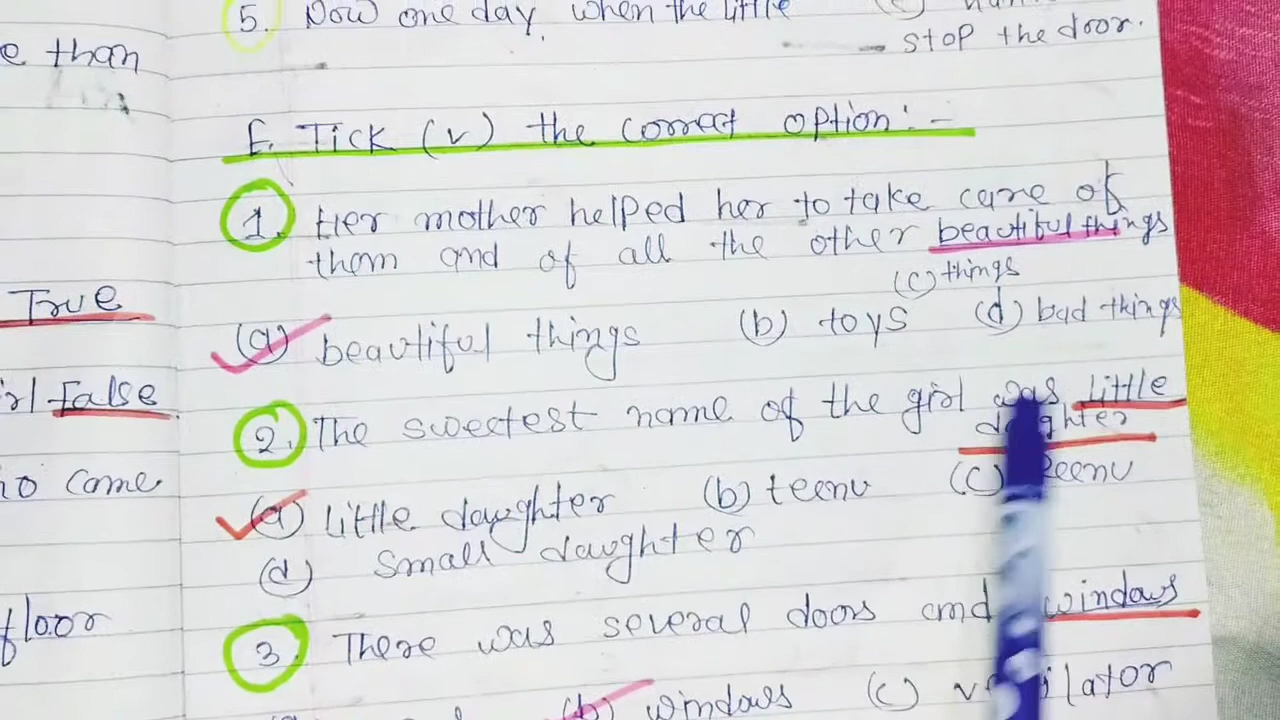 e than
True
rl False
ho come
floor
5. Now one day, when the little
stop the door.
E. Tick (v) the correct option:-
1. Her mother helped her to take care of
them and of all the other beautiful things
(a) beautiful things (b) toys (c) things (d) bad things
2. The sweetest name of the girl was little
daughter
(a) little daughter (b) teenu (c) Reenu
(d) small daughter
3. There was several doors and windows
(b) windows (c)